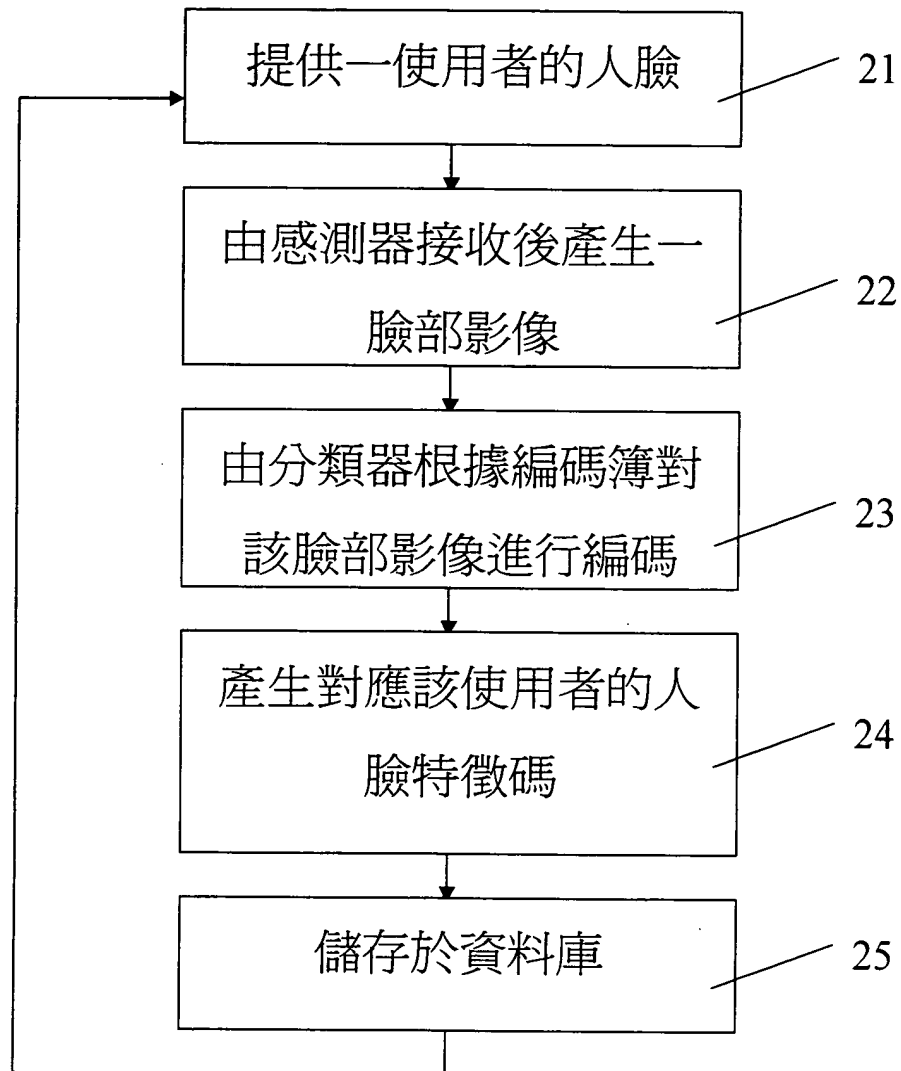 提供一使用者的人臉
21
由感測器接收後產生一
臉部影像
22
由分類器根據編碼簿對
該臉部影像進行編碼
23
產生對應該使用者的人
臉特徵碼
24
儲存於資料庫
25